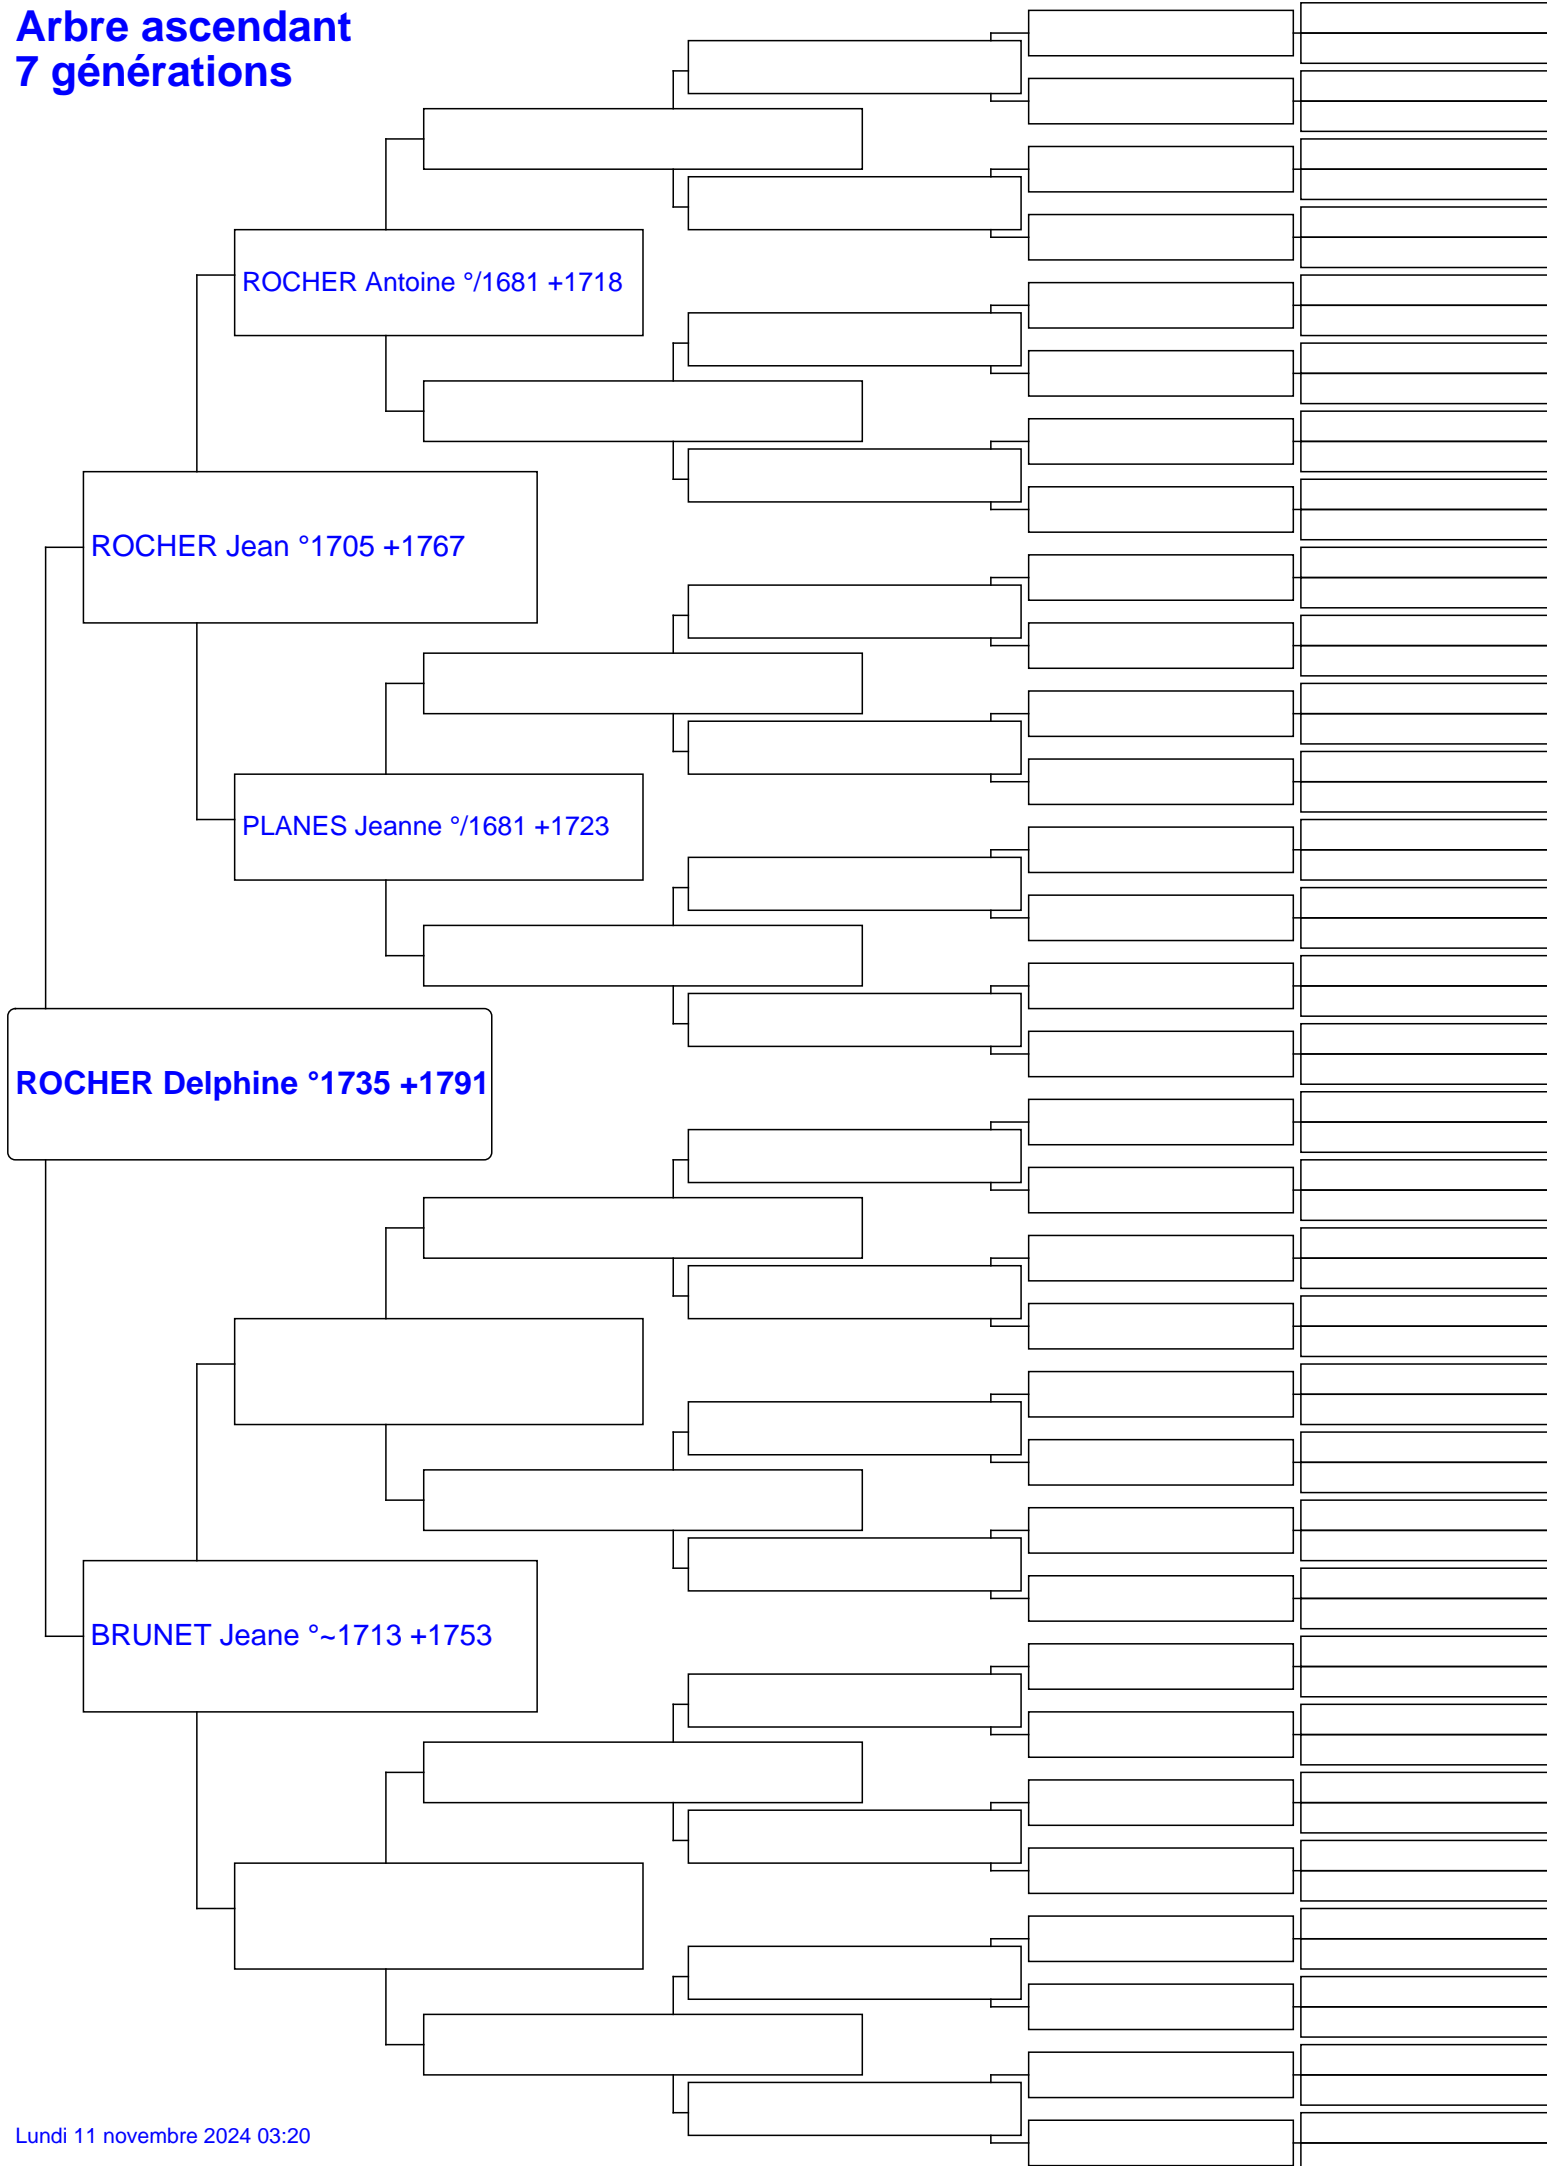 Arbre ascendant
7 générations
ROCHER Antoine °/1681 +1718
ROCHER Jean °1705 +1767
PLANES Jeanne °/1681 +1723
ROCHER Delphine °1735 +1791
BRUNET Jeane °~1713 +1753
Lundi 11 novembre 2024 03:20